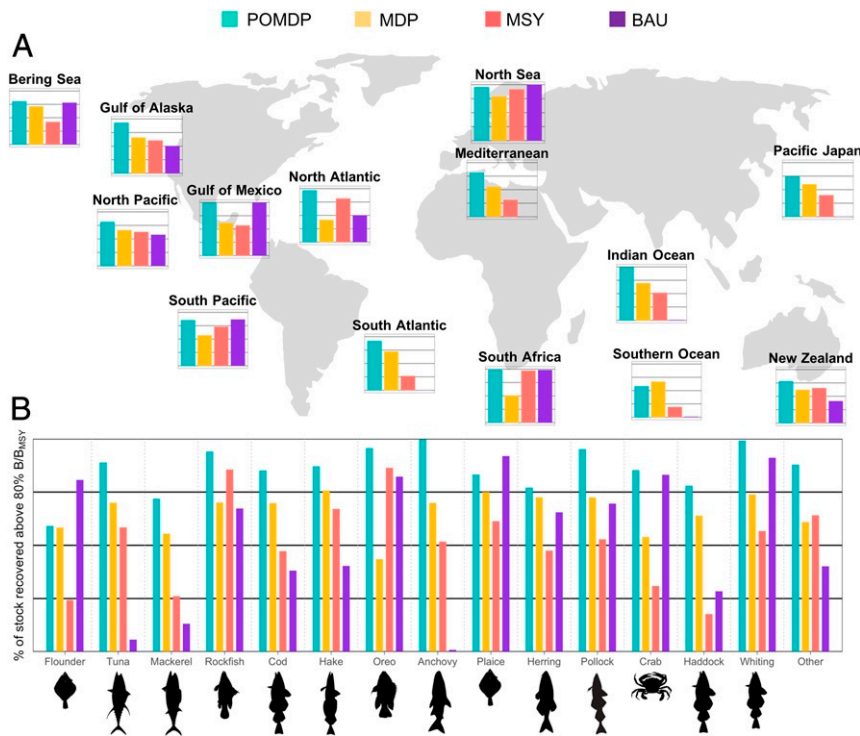 POMDP MDP MSY BAU
A
Bering Sea
Gulf of Alaska
North Pacific
Gulf of Mexico
North Atlantic
South Pacific
South Atlantic
North Sea
Mediterranean
Pacific Japan
Indian Ocean
South Africa
Southern Ocean
New Zealand
B
% of stock recovered above 80% B/BMSY
Flounder Tuna Mackerel Rockfish Cod Hake Oreo Anchovy Plaice Herring Pollock Crab Haddock Whiting Other